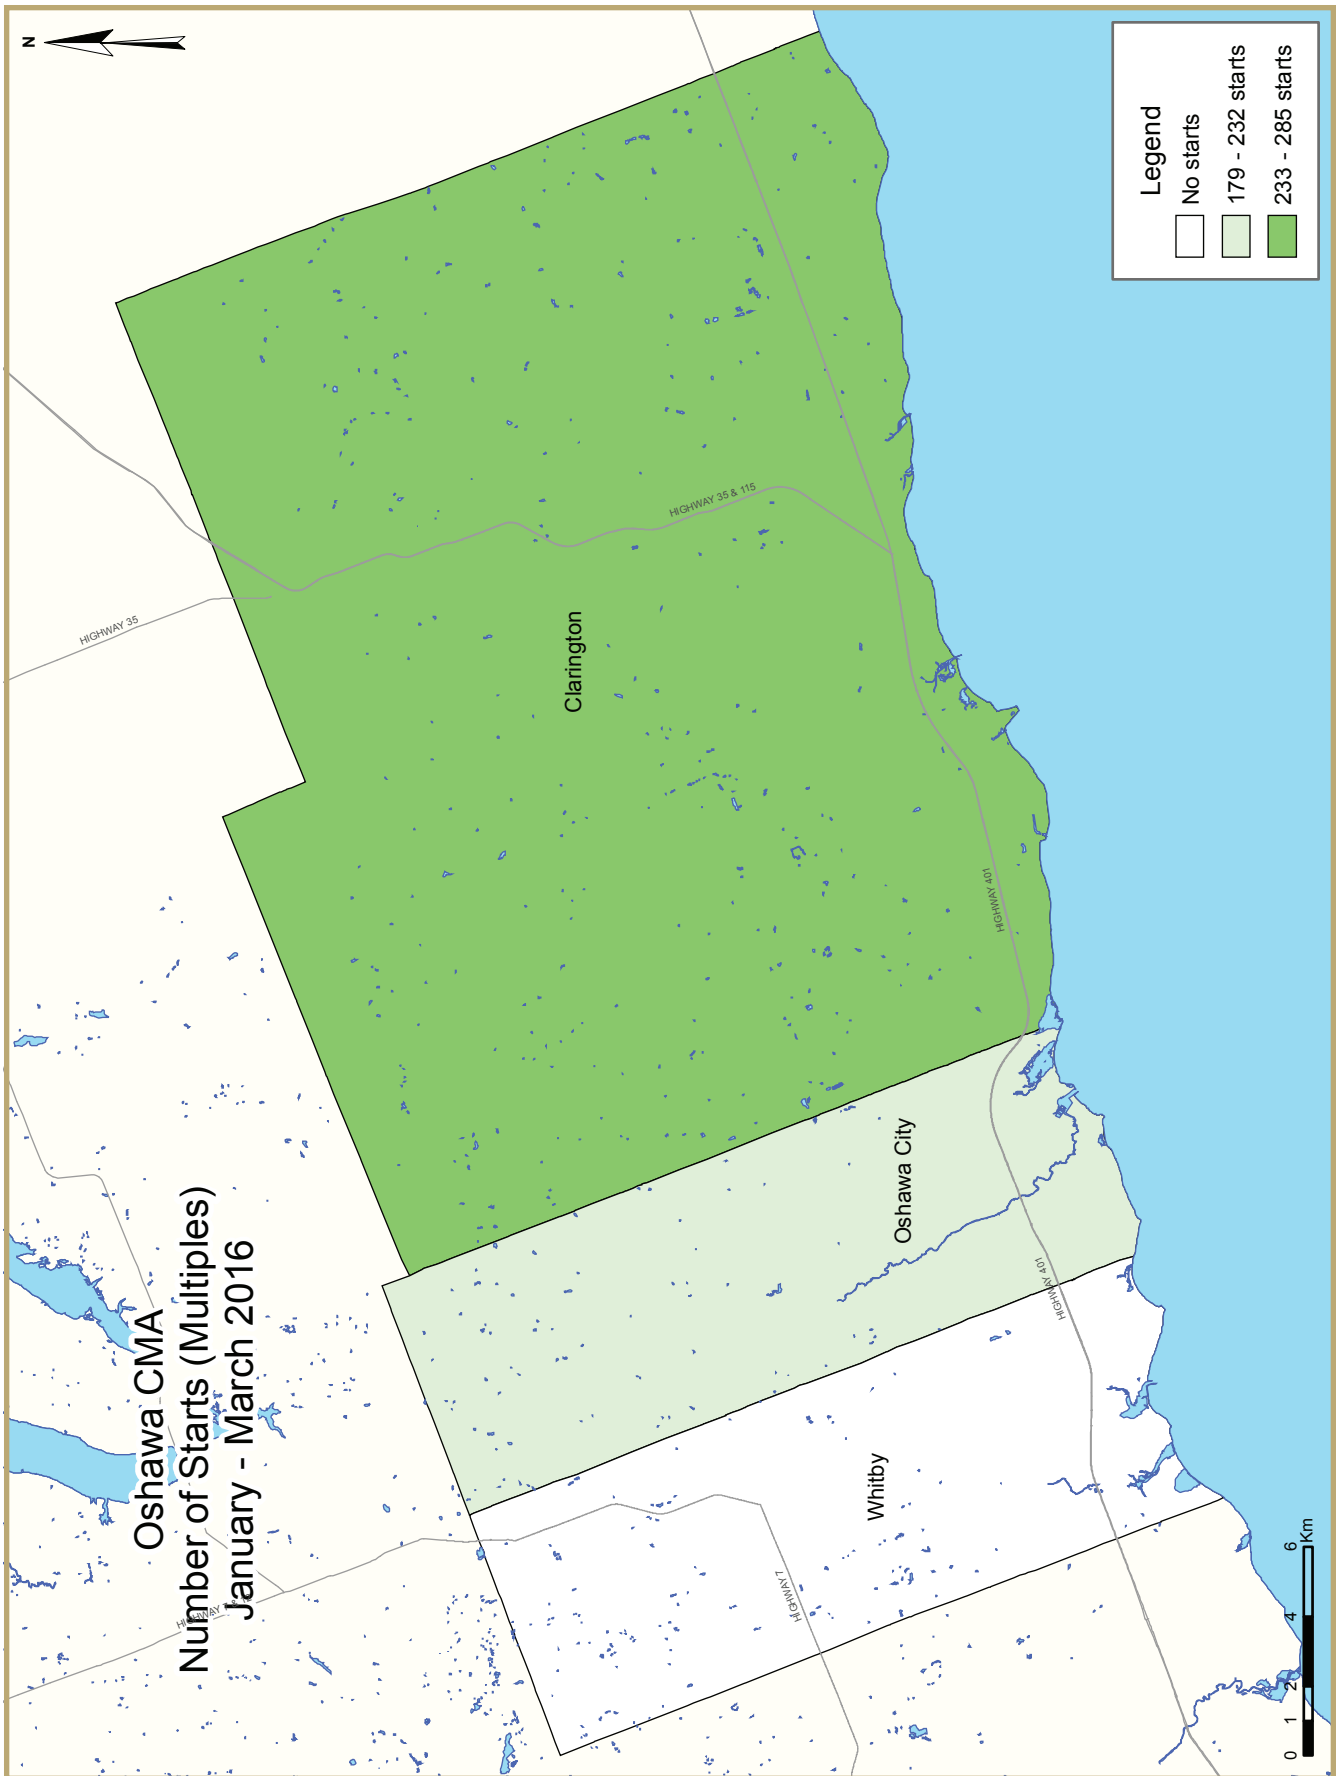 Oshawa CMA
Number of Starts (Multiples)
January - March 2016
N
HIGHWAY 35
HIGHWAY 35 & 115
Clarington
HIGHWAY 401
Oshawa City
HIGHWAY 401
Whitby
HIGHWAY 7
Legend
No starts
179 - 232 starts
233 - 285 starts
0 1 2 4 6
Km